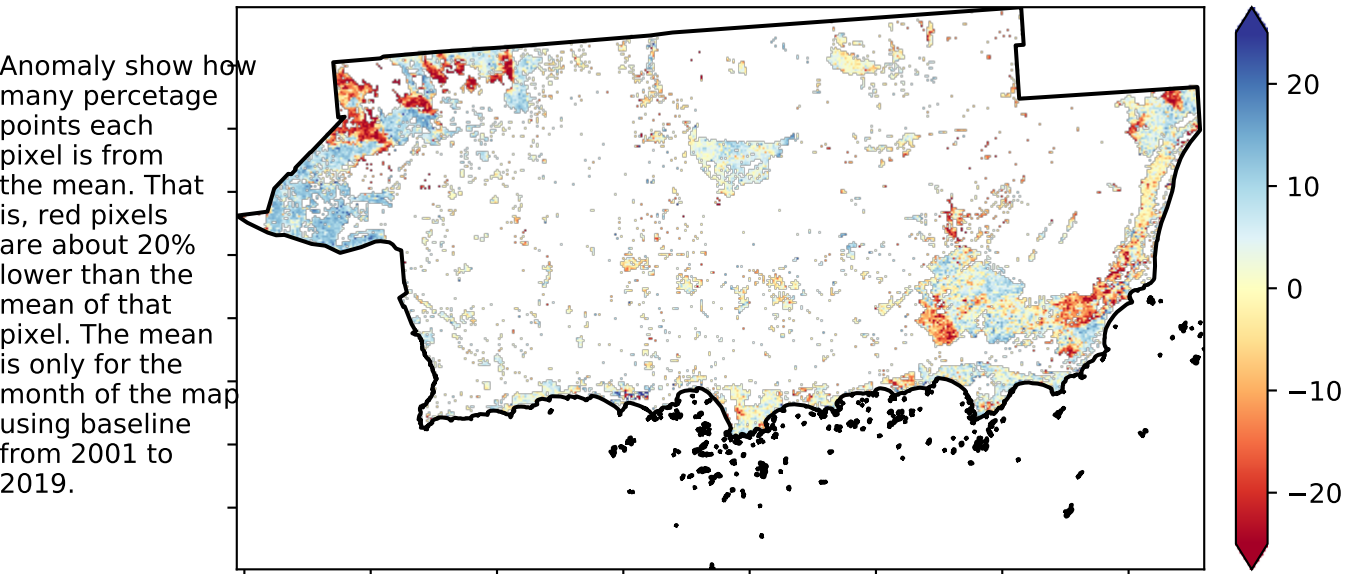 Anomaly show how
many percetage
points each
pixel is from
the mean. That
is, red pixels
are about 20%
lower than the
mean of that
pixel. The mean
is only for the
month of the map
using baseline
from 2001 to
2019.
20
10
0
−10
−20